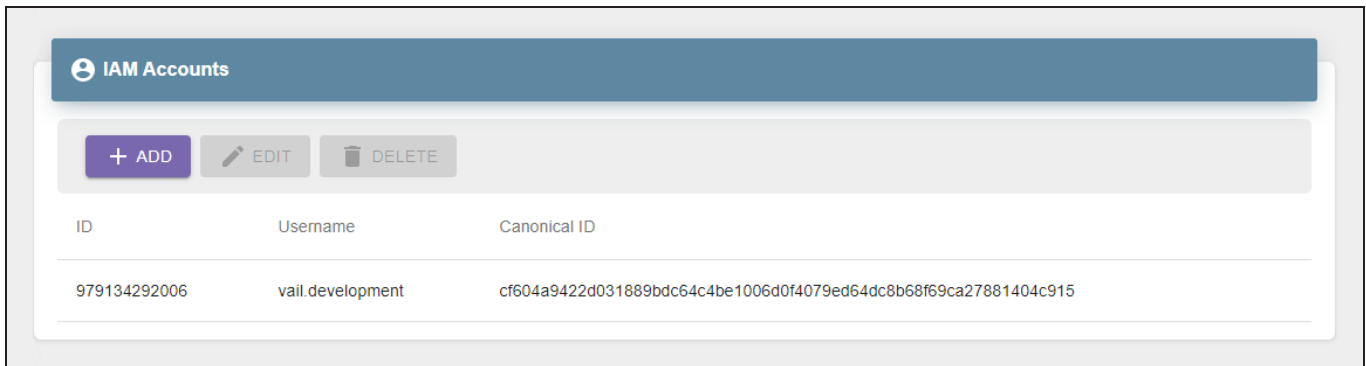 IAM Accounts
+ ADD EDIT DELETE
ID Username Canonical ID
979134292006 vail.development cf604a9422d031889bdc64c4be1006d0f4079ed64dc8b68f69ca27881404c915